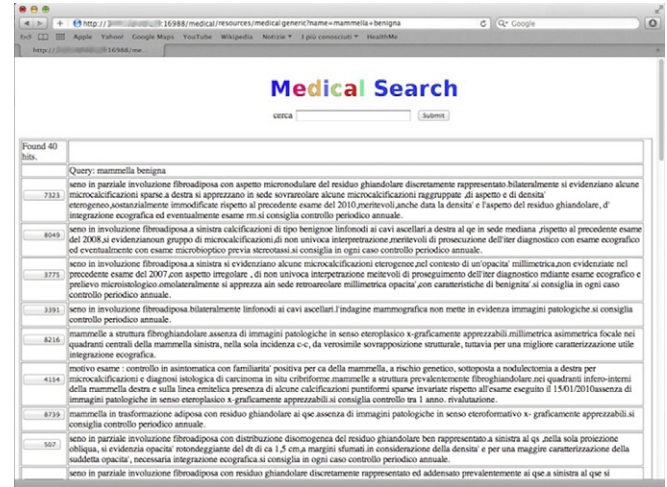 http://
:16988/medical/resources/medicalgeneric?name=mammella+benigna
Google
Apple Yahoo! Google Maps YouTube Wikipedia Notizie I più conosciuti HealthMe
http://
16988/me...
Medical Search
cerca
Submit
Found 40
hits.
Query: mammella benigna
7323
seno in parziale involuzione fibroadiposa con aspetto micronodulare del residuo ghiandolare discretamente rappresentato.bilateralmente si evidenziano alcune
microcalcificazioni sparse.a destra si apprezzano in sede sovrareolare alcune microcalcificazioni raggruppate ,di aspetto e di densita'
eterogeneo,sostanzialmente immodificate rispetto al precedente esame del 2010,meritevoli,anche data la densita' e l'aspetto del residuo ghiandolare, d'
integrazione ecografica ed eventualmente esame rm.si consiglia controllo periodico annuale.
8049
seno in involuzione fibroadiposa.a sinistra calcificazioni di tipo benignoe linfonodi ai cavi ascellari.a destra al qe in sede mediana ,rispetto al precedente esame
del 2008,si evidenzianoun gruppo di microcalcificazioni,di non univoca interpretrazione,meritevoli di prosecuzione dell'iter diagnostico con esame ecografico
ed eventualmente con esame microbioptico previa stereotassi.si consiglia in ogni caso controllo periodico annuale.
3775
seno in involuzione fibroadiposa.a sinistra si evidenziano alcune microcalcificazioni eterogenee,nel contesto di un'opacita' millimetrica,non evidenziate nel
precedente esame del 2007,con aspetto irregolare , di non univoca interpetrazione meitevoli di proseguimento dell'iter diagnostico mdiante esame ecografico e
prelievo microistologico.omolateralmente si apprezza ain sede retroareolare millimetrica opacita',con caratteristiche di benignita'.si consiglia in ogni caso
controllo periodico annuale.
3391
seno in involuzione fibroadiposa.bilateralmente linfonodi ai cavi ascellari.l'indagine mammografica non mette in evidenza immagini patologiche.si consiglia
controllo periodico annuale.
8216
mammelle a struttura fibroghiandolare.assenza di immagini patologiche in senso eteroplasico x-graficamente apprezzabili.millimetrica asimmetrica focale nei
quadranti centrali della mammella sinistra, nella sola incidenza c-c, da verosimile sovrapposizione strutturale, tuttavia per una migliore caratterizzazione utile
integrazione ecografica.
4154
motivo esame : controllo in asintomatica con familiarita' positiva per ca della mammella, a rischio genetico, sottoposta a nodulectomia a destra per
microcalcificazioni e diagnosi istologica di carcinoma in situ cribriforme.mammelle a struttura prevalentemente fibroghiandolare.nei quadranti infero-interni
della mammella destra e sulla linea emitelica presenza di alcune calcificazioni puntiformi sparse invariate rispetto all'esame eseguito il 15/01/2010assenza di
immagini patologiche in senso eteroplasico x-graficamente apprezzabili.si consiglia controllo tra 1 anno. rivalutazione.
8739
mammella in trasformazione adiposa con residuo ghiandolare ai qse.assenza di immagini patologiche in senso eteroformativo x- graficamente apprezzabili.si
consiglia controllo periodico annuale.
507
seno in parziale involuzione fibroadiposa con distribuzione disomogenea del residuo ghiandolare ben rappresentato.a sinistra al qs ,nella sola proiezione
obliqua, si evidenzia opacita' rotondeggiante del dt di ca 1,5 cm,a margini sfumati.in considerazione della densita' e per una maggire caratterizzazione della
suddetta opacita', necessaria integrazione ecografica.si consiglia in ogni caso controllo periodico annuale.
seno in parziale involuzione fibroadiposa con residuo ghiandolare discretamente rappresentato ed addensato prevalentemente ai qse.a sinistra al qse si